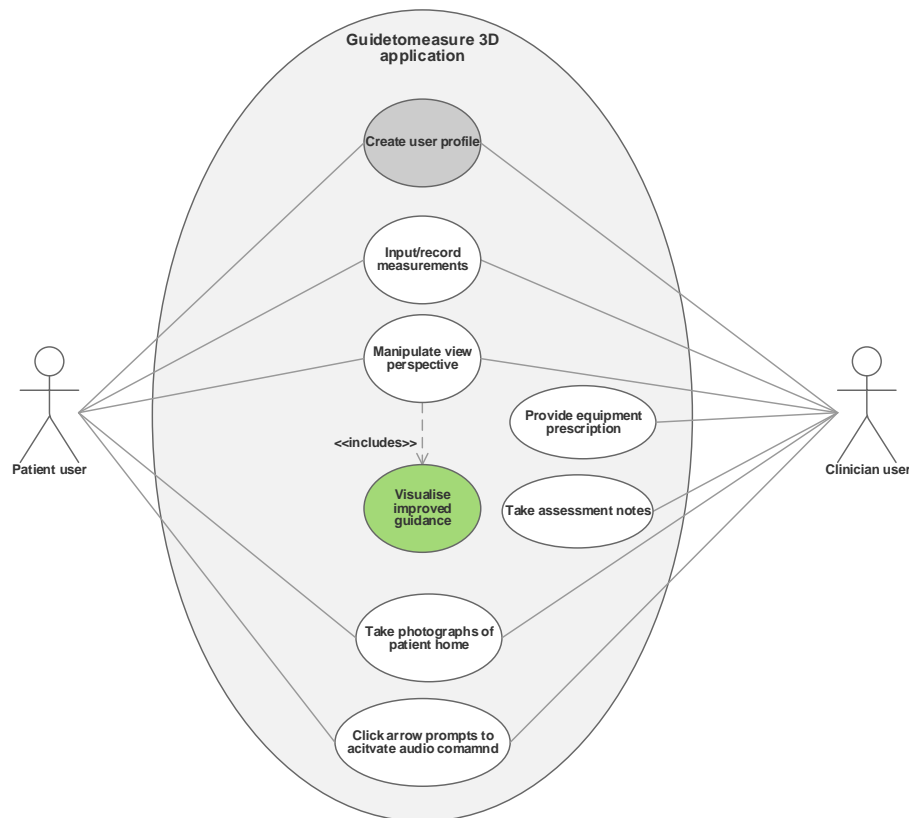 Guidetomeasure 3D
application
Create user profile
Input/record
measurements
Manipulate view
perspective
Provide equipment
prescription
<<includes>>
Patient user
Clinician user
Visualise
improved
guidance
Take assessment notes
Take photographs of
patient home
Click arrow prompts to
acitvate audio comamnd